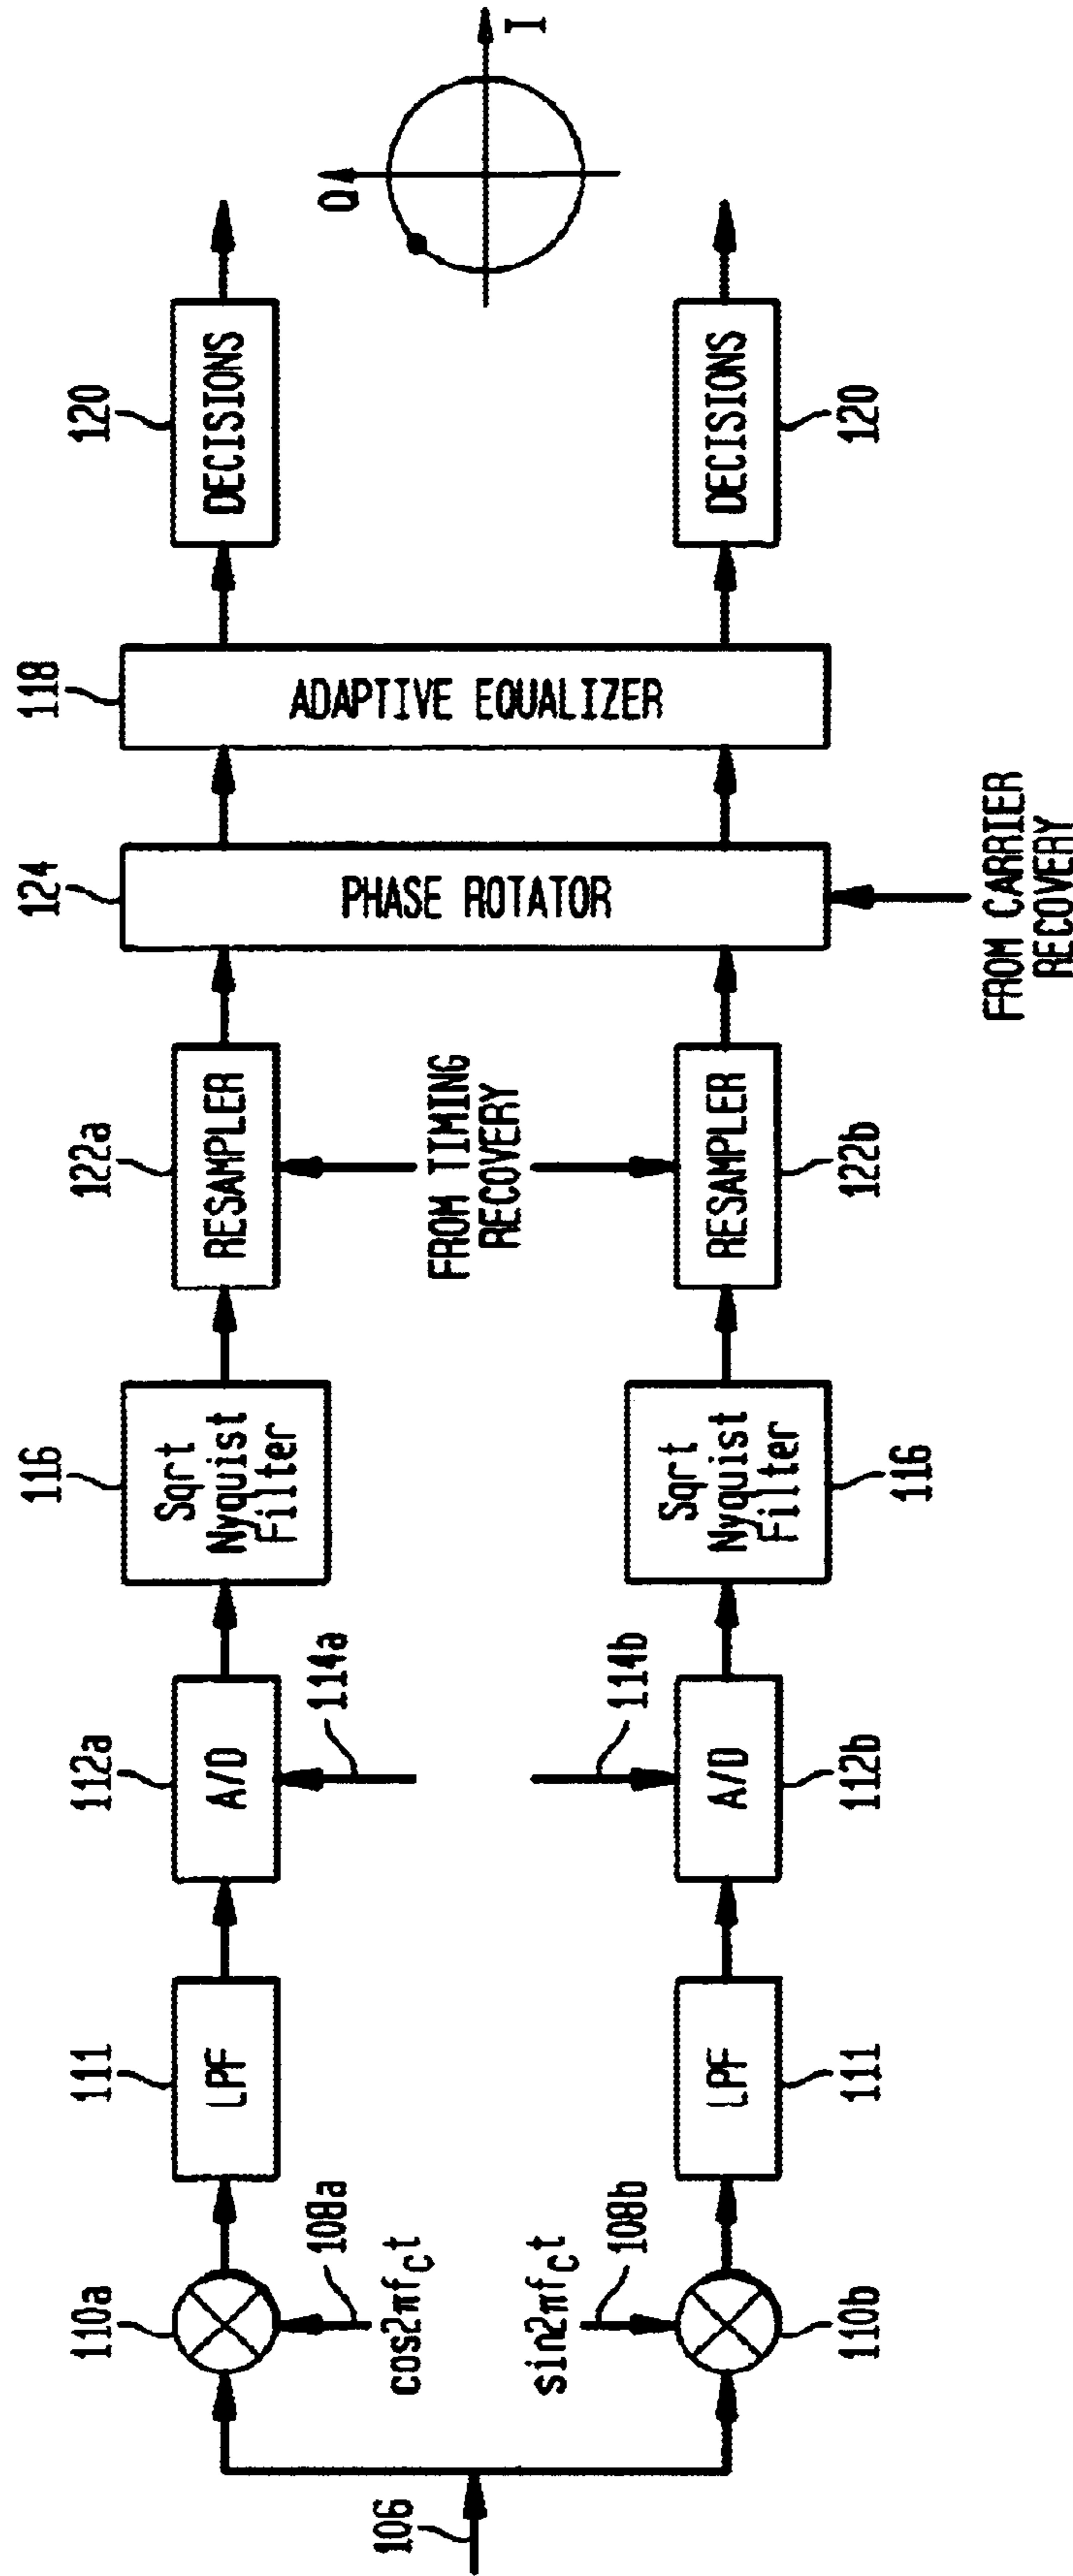 106
110a
108a
cos2πfct
sin2πfct
108b
110b
111
LPF
LPF
111
112a
A/D
114a
114b
A/D
112b
116
Sqrt
Nyquist
Filter
Sqrt
Nyquist
Filter
116
122a
RESAMPLER
FROM TIMING
RECOVERY
RESAMPLER
122b
124
PHASE ROTATOR
FROM CARRIER
RECOVERY
118
ADAPTIVE EQUALIZER
120
DECISIONS
DECISIONS
120
Q
I